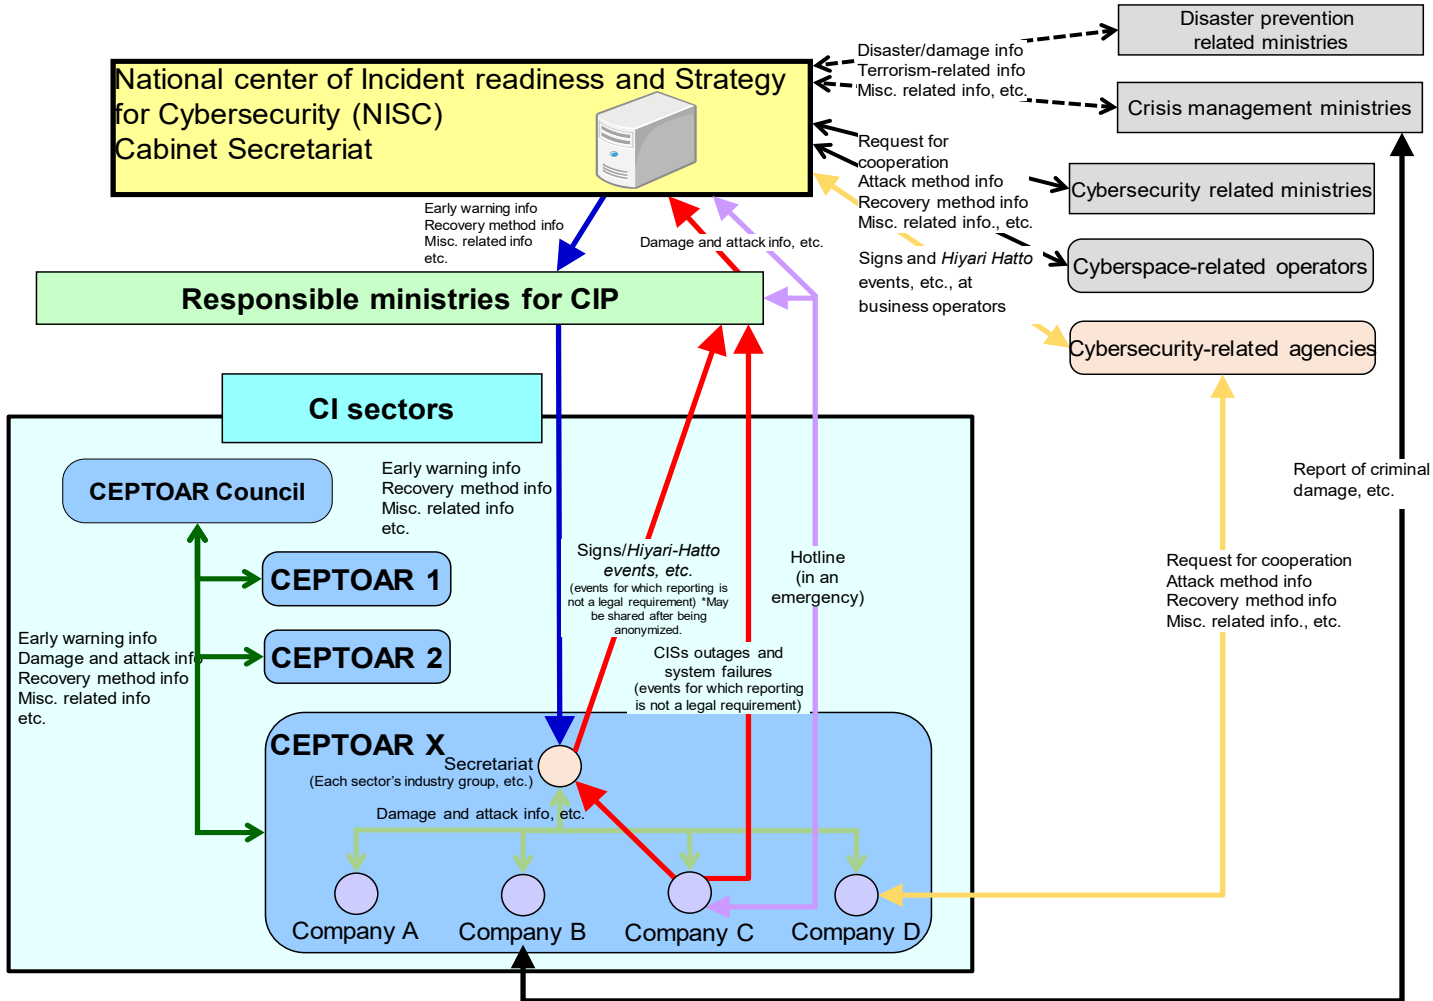 Disaster prevention
related ministries
Disaster/damage info
Terrorism-related info
Misc. related info, etc.
Crisis management ministries
National center of Incident readiness and Strategy
for Cybersecurity (NISC)
Cabinet Secretariat
Request for
cooperation
Attack method info
Recovery method info
Misc. related info., etc.
Cybersecurity related ministries
Early warning info
Recovery method info
Misc. related info
etc.
Damage and attack info, etc.
Signs and Hiyari Hatto
events, etc., at
business operators
Cyberspace-related operators
Responsible ministries for CIP
Cybersecurity-related agencies
CI sectors
CEPTOAR Council
Early warning info
Recovery method info
Misc. related info
etc.
Report of criminal
damage, etc.
Signs/Hiyari-Hatto
events, etc.
(events for which reporting is
not a legal requirement) *May
be shared after being
anonymized.
Hotline
(in an
emergency)
Request for cooperation
Attack method info
Recovery method info
Misc. related info., etc.
CEPTOAR 1
CEPTOAR 2
Early warning info
Damage and attack info
Recovery method info
Misc. related info
etc.
CISs outages and
system failures
(events for which reporting
is not a legal requirement)
CEPTOAR X
Secretariat
(Each sector's industry group, etc.)
Damage and attack info, etc.
Company A
Company B
Company C
Company D